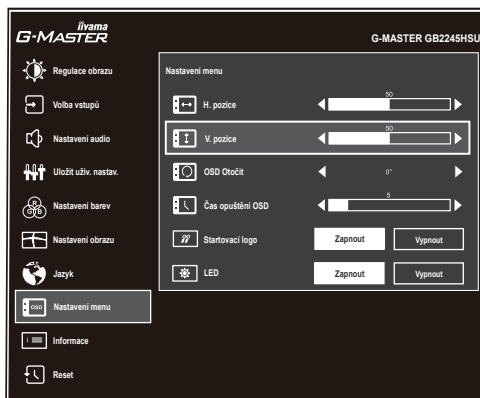 iiyama
G-MASTER
G-MASTER GB2245HSU
Regulace obrazu
Volba vstupů
Nastavení audio
Uložit uživ. nastav.
R
G B
Nastavení barev
Nastavení obrazu
Jazyk
OSD
Nastavení menu
i
Informace
Reset
Nastavení menu
H. pozice
50
V. pozice
50
OSD Otočit
0°
Čas opuštění OSD
5
Startovací logo
Zapnout
Vypnout
LED
Zapnout
Vypnout